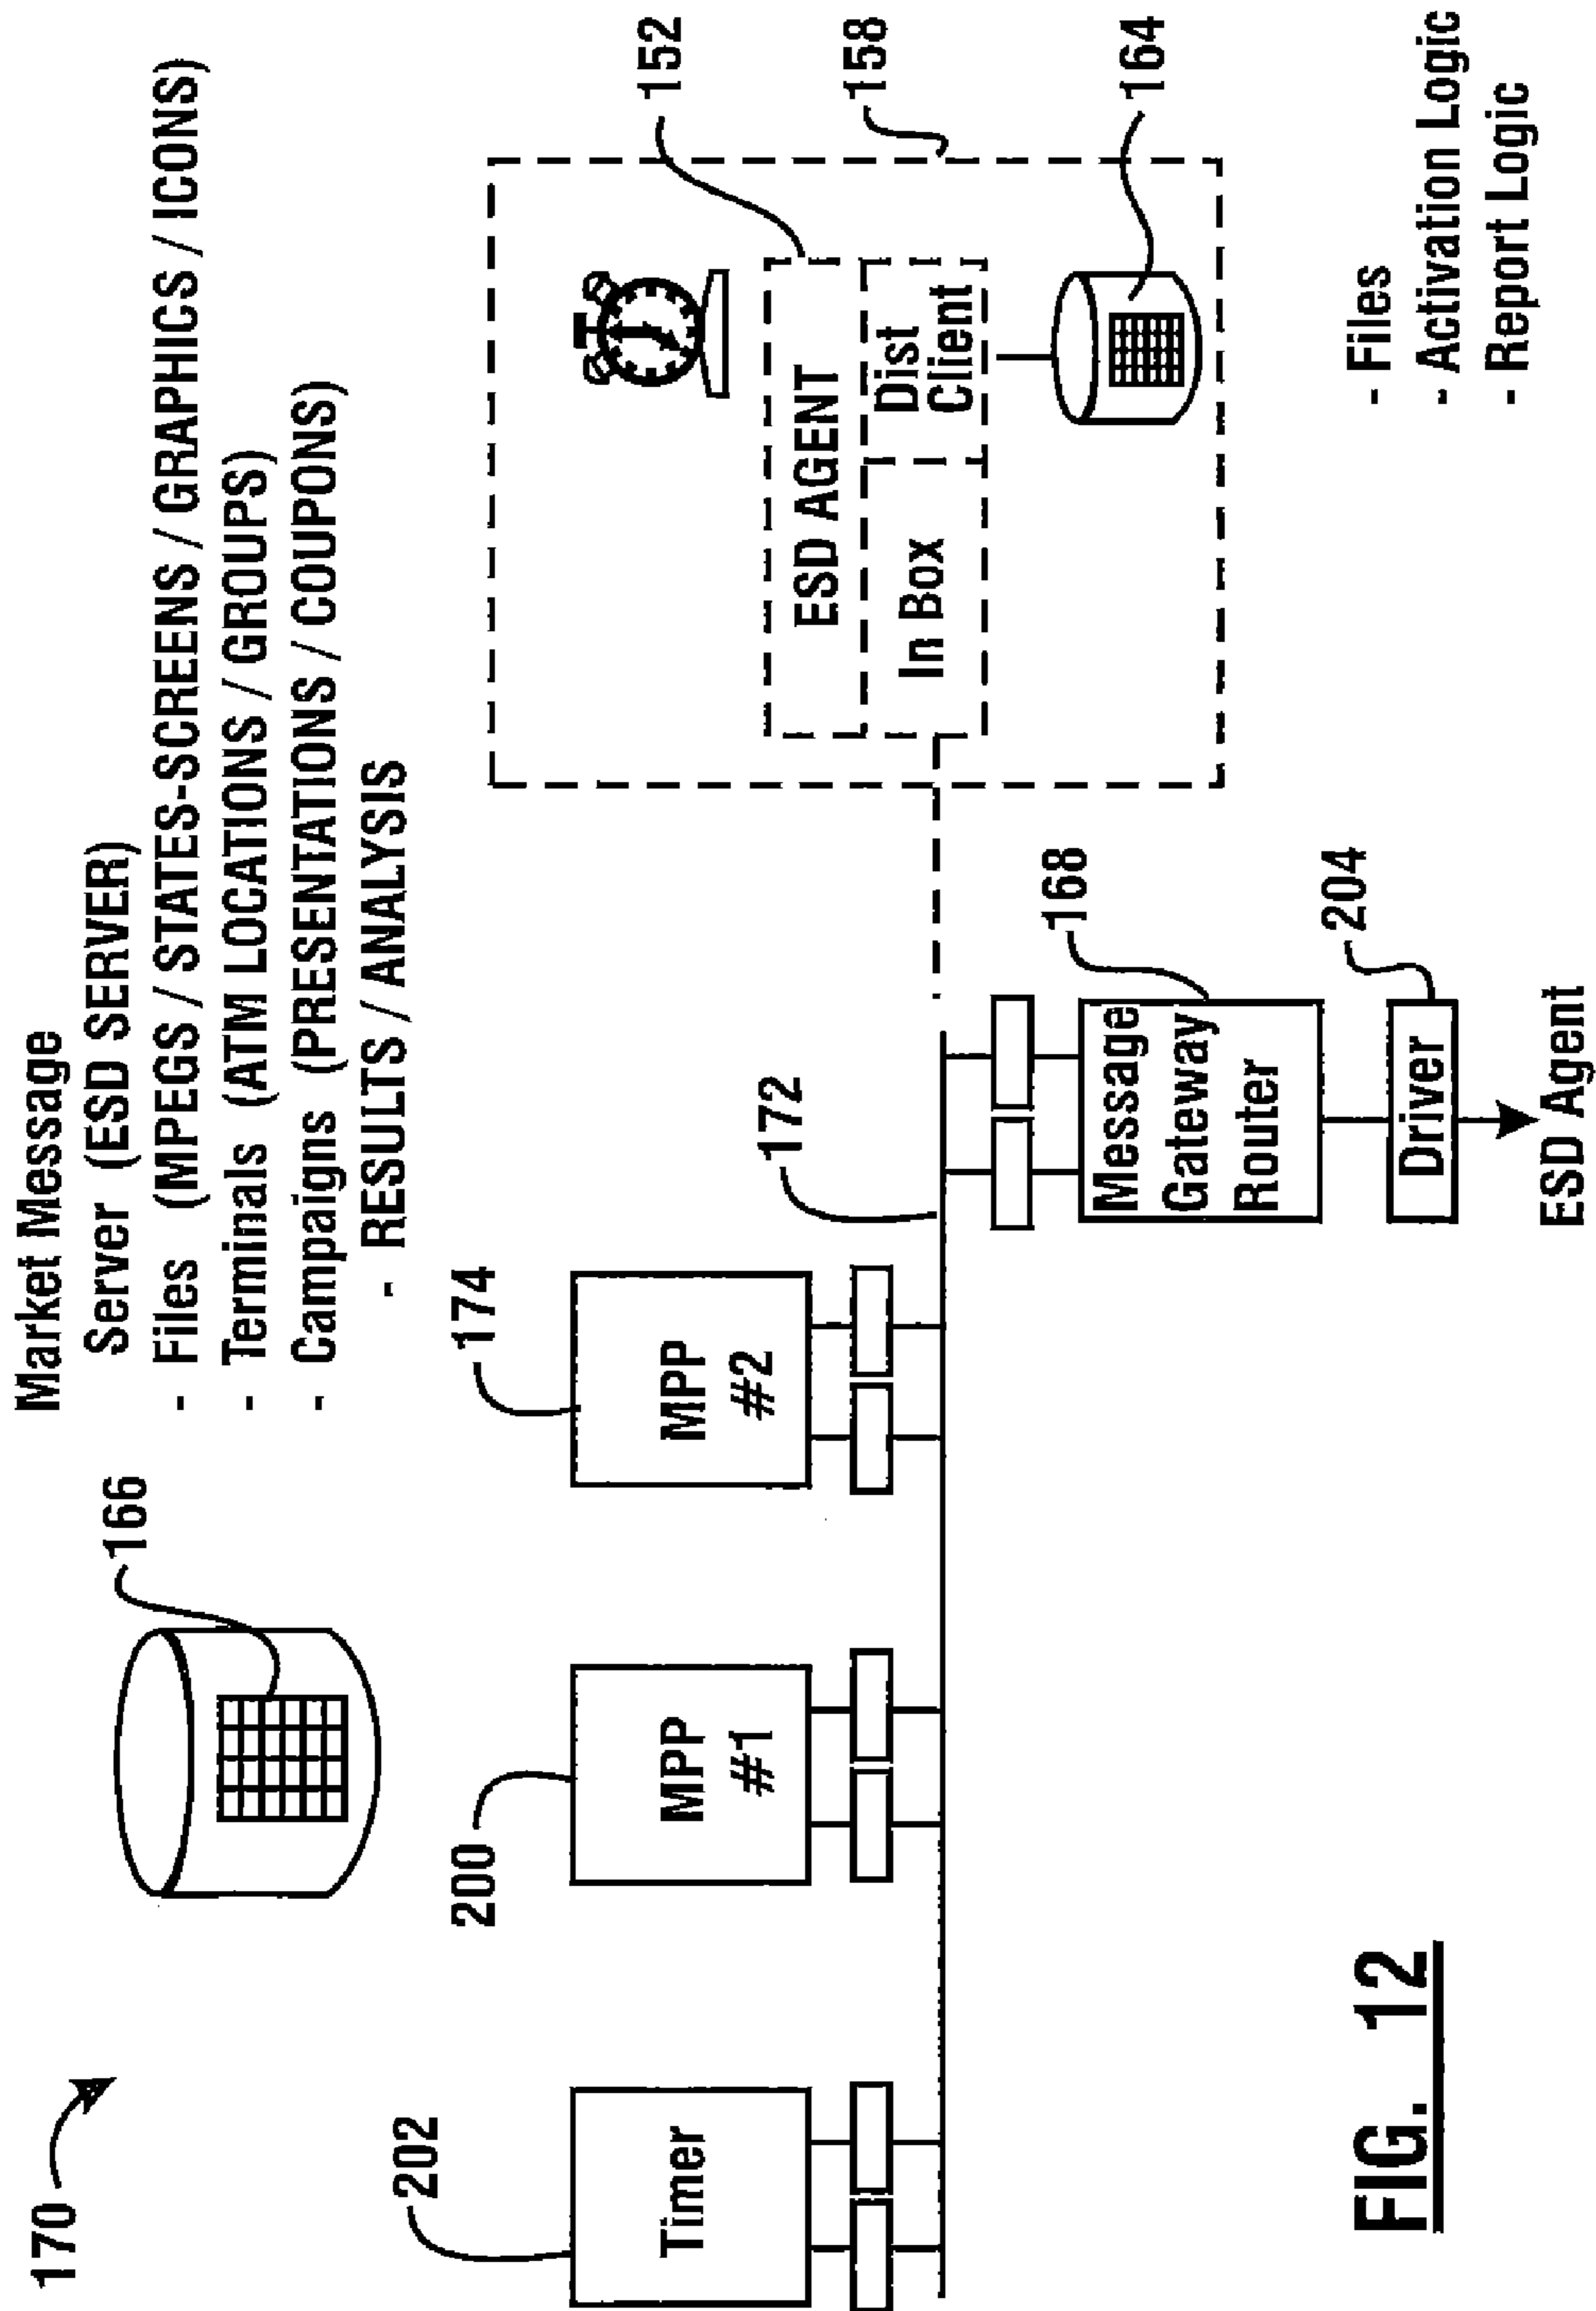 170
166
Market Message
Server (ESD SERVER)
- Files (MPEGS / STATES-SCREENS / GRAPHICS / ICONS)
- Terminals (ATM LOCATIONS / GROUPS)
- Campaigns (PRESENTATIONS / COUPONS)
- RESULTS / ANALYSIS
202
200
174
Timer
MPP
#1
MPP
#2
172
152
158
164
ESD AGENT
In Box
Dist
Client
168
Message
Gateway
Router
204
Driver
ESD Agent
- Files
- Activation Logic
- Report Logic
FIG. 12